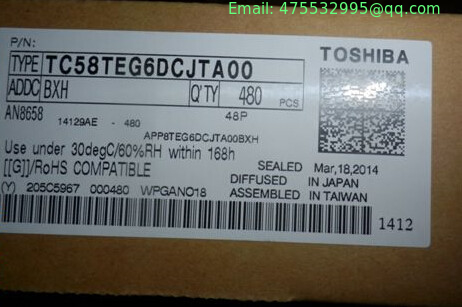 Email: 475532995@qq.com
P/N:
TOSHIBA
TYPE TC58TEG6DCJTA00
ADDC BXH Q'TY 480 PCS
AN8658 48P
14129AE - 480
APP8TEG6DCJTA00BXH
Use under 30degC/60%RH within 168h
[[G]]/RoHS COMPATIBLE
SEALED Mar,18,2014
DIFFUSED IN JAPAN
(Y) 205C5967 000480 WPGANO18 ASSEMBLED IN TAIWAN
1412